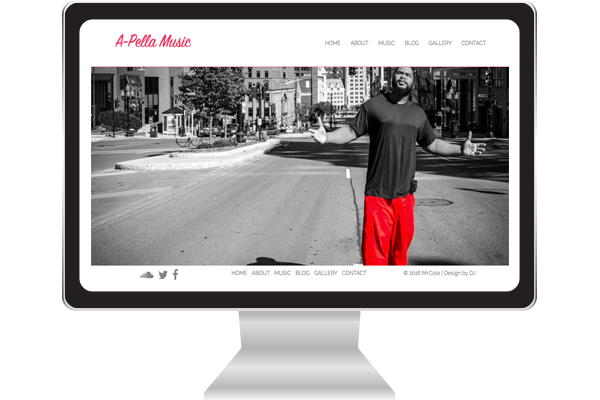 A-Pella Music
HOME ABOUT MUSIC BLOG GALLERY CONTACT
HOME ABOUT MUSIC BLOG GALLERY CONTACT
© 2016 Mr.Cole | Design by DJ